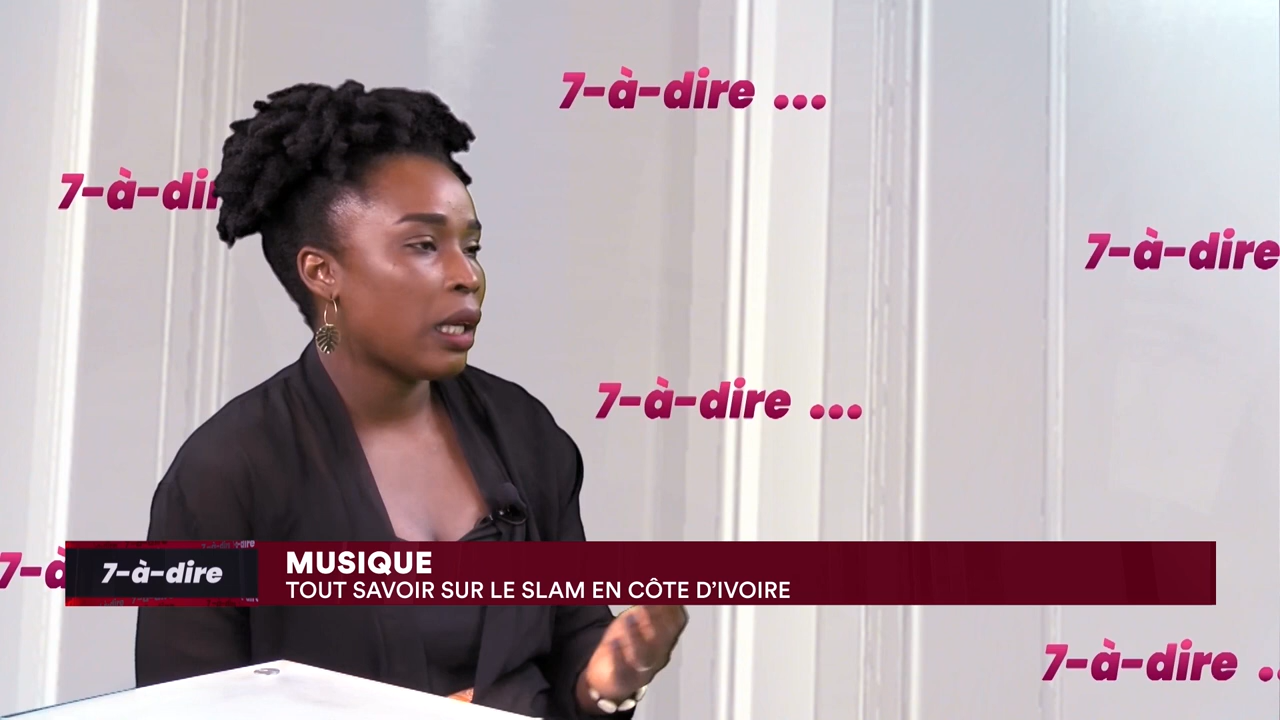 7-à-dire ...
7-à-dir
7-à-dire
7-à-dire ...
7-à
7-à-dire
MUSIQUE
TOUT SAVOIR SUR LE SLAM EN CÔTE D'IVOIRE
7-à-dire ..